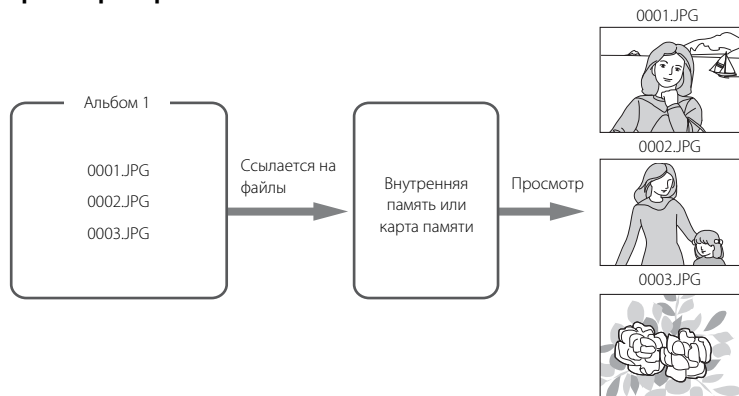 Альбом 1
0001.JPG
0002.JPG
0003.JPG
Ссылается на
файлы
Внутренняя
память или
карта памяти
Просмотр
0001.JPG
0002.JPG
0003.JPG